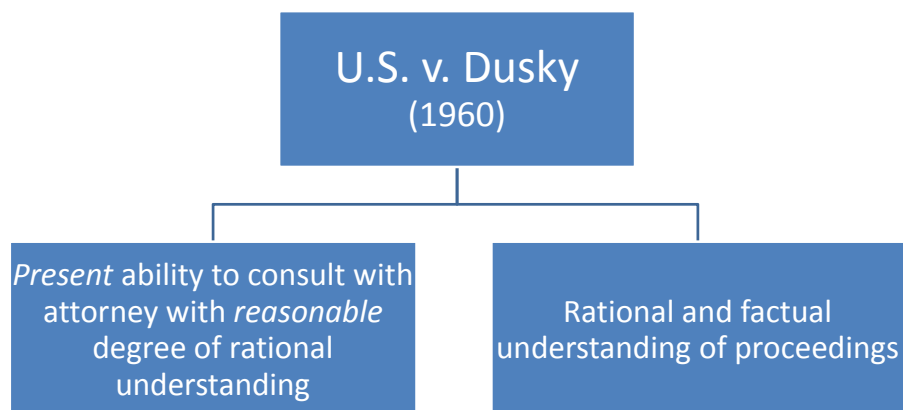 U.S. v. Dusky
(1960)
Present ability to consult with
attorney with reasonable
degree of rational
understanding
Rational and factual
understanding of proceedings